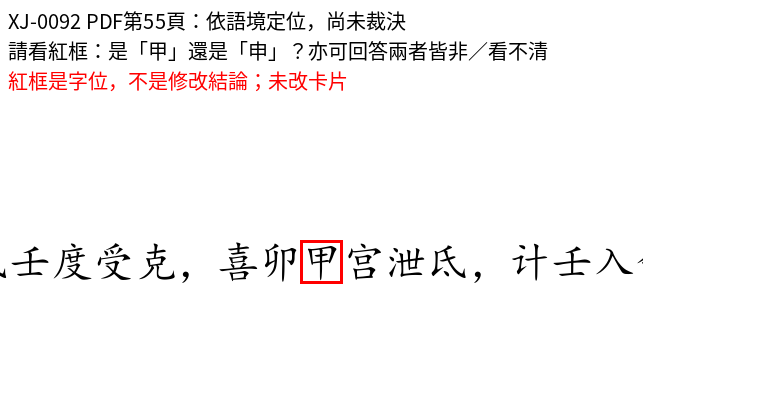 XJ-0092 PDF第55頁：依語境定位，尚未裁決
請看紅框：是「甲」還是「申」？亦可回答兩者皆非／看不清
紅框是字位，不是修改結論；未改卡片
壬度受克，喜卯甲宫泄氐，计壬入